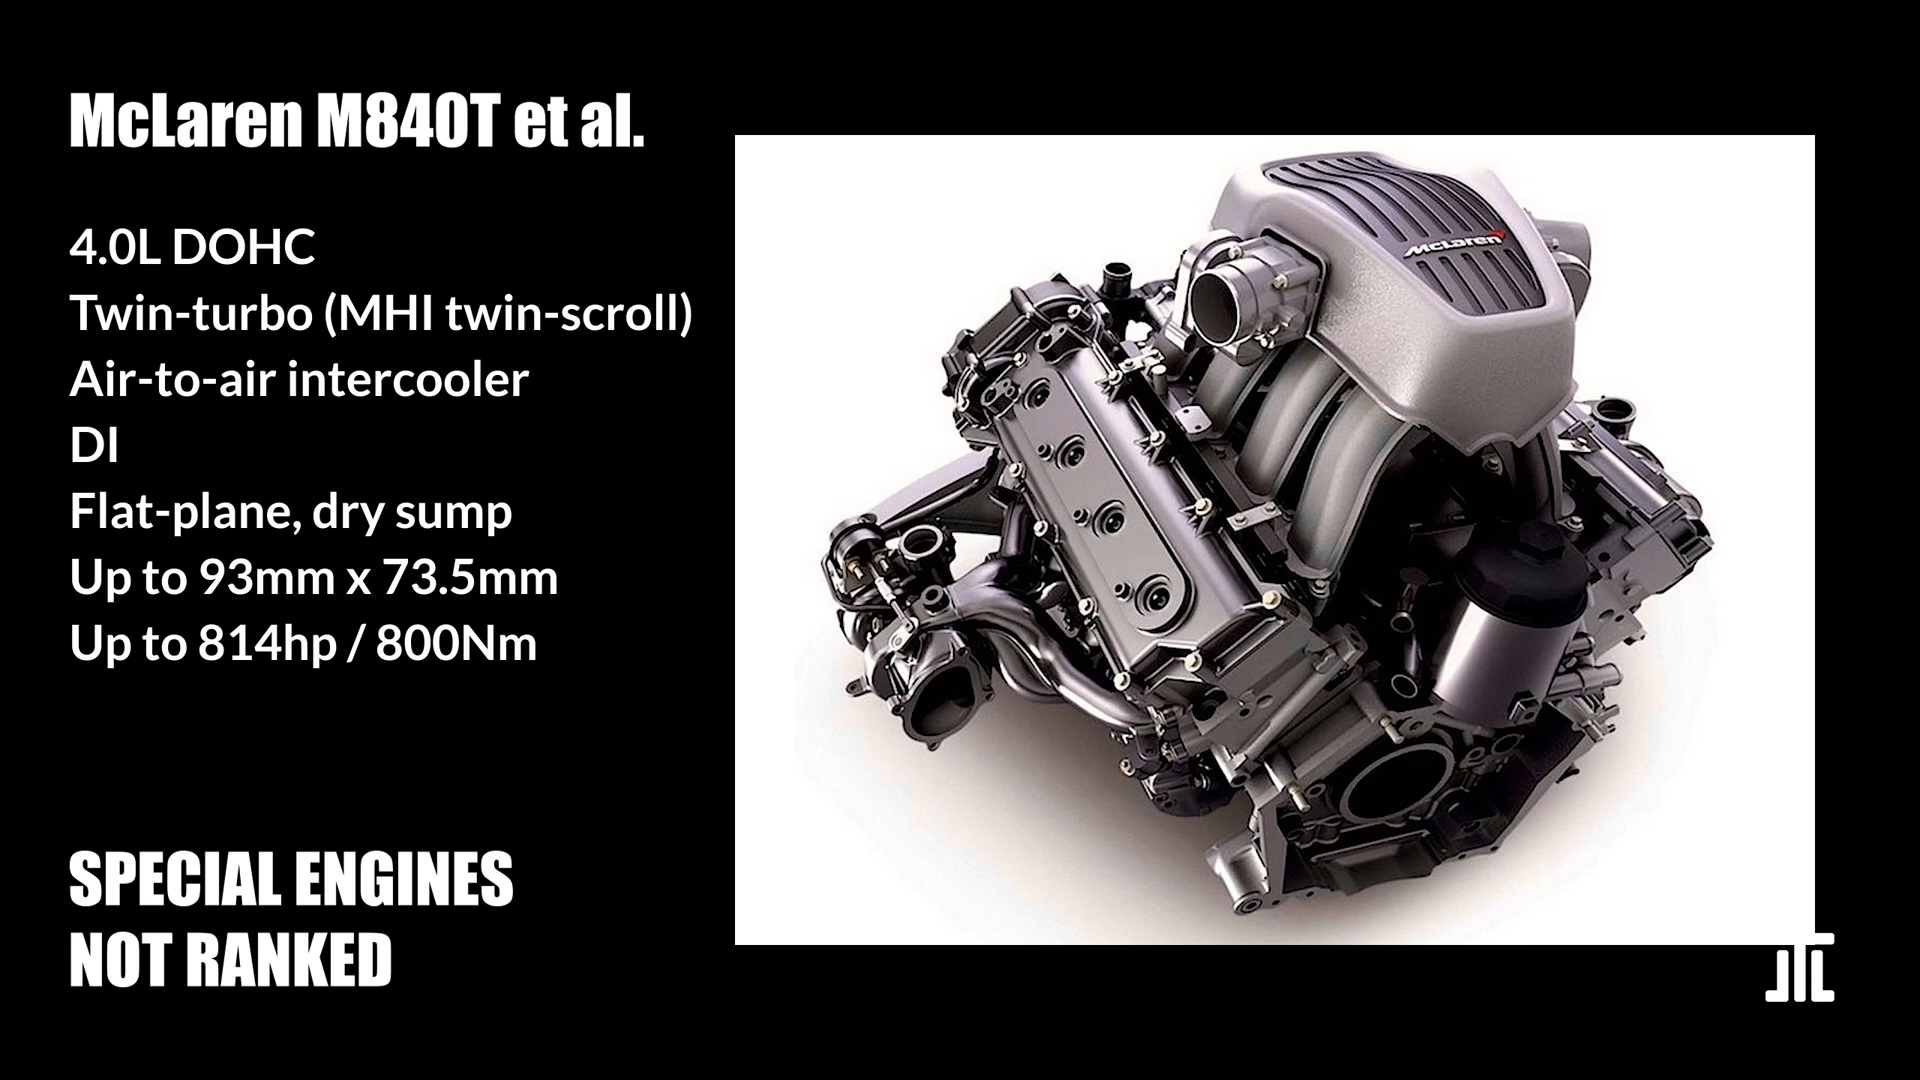 McLaren M840T et al.
4.0L DOHC
Twin-turbo (MHI twin-scroll)
Air-to-air intercooler
DI
Flat-plane, dry sump
Up to 93mm x 73.5mm
Up to 814hp / 800Nm
SPECIAL ENGINES
NOT RANKED
McLaren
JTL